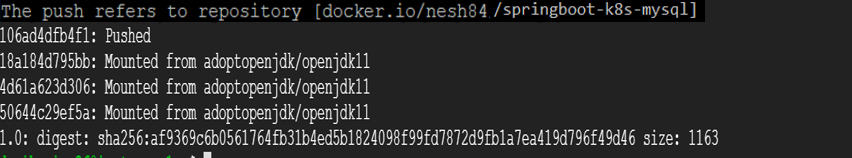 The push refers to repository [docker.io/nesh84/springboot-k8s-mysql]
106ad4dfb4f1: Pushed
18a184d795bb: Mounted from adoptopenjdk/openjdk11
4d61a623d306: Mounted from adoptopenjdk/openjdk11
50644c29ef5a: Mounted from adoptopenjdk/openjdk11
1.0: digest: sha256:af9369c6b0561764fb31b4ed5b1824098f99fd7872d9fb1a7ea419d796f49d46 size: 1163